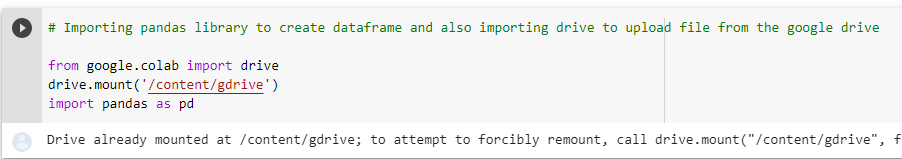 # Importing pandas library to create dataframe and also importing drive to upload file from the google drive
from google.colab import drive
drive.mount('/content/gdrive')
import pandas as pd
Drive already mounted at /content/gdrive; to attempt to forcibly remount, call drive.mount("/content/gdrive", f